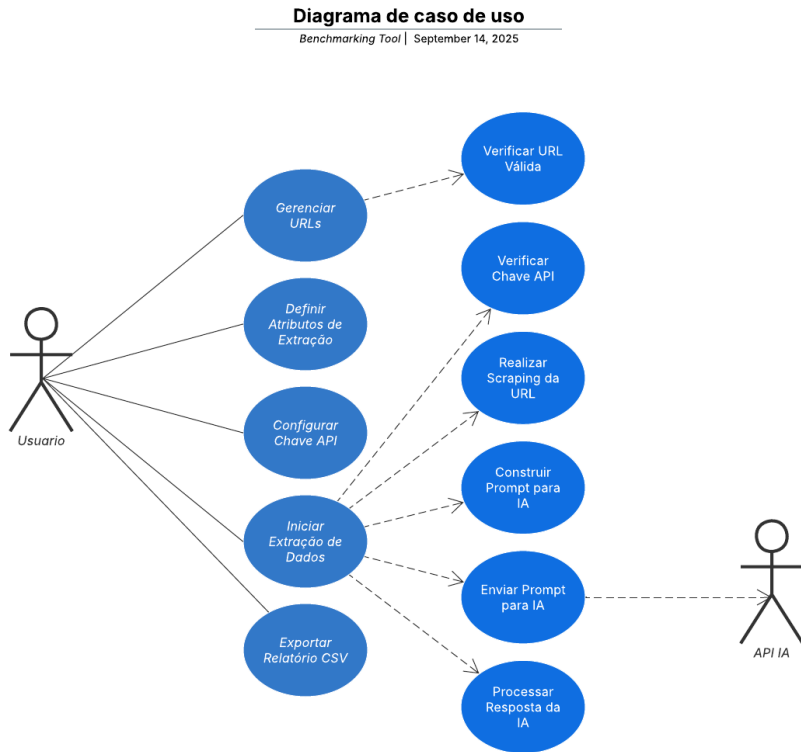 Diagrama de caso de uso
Benchmarking Tool | September 14, 2025
Verificar URL
Válida
Gerenciar
URLs
Verificar
Chave API
Definir
Atributos de
Extração
Realizar
Scraping da
URL
Usuario
Configurar
Chave API
Construir
Prompt para
IA
Iniciar
Extração de
Dados
Enviar Prompt
para IA
API IA
Exportar
Relatório CSV
Processar
Resposta da
IA